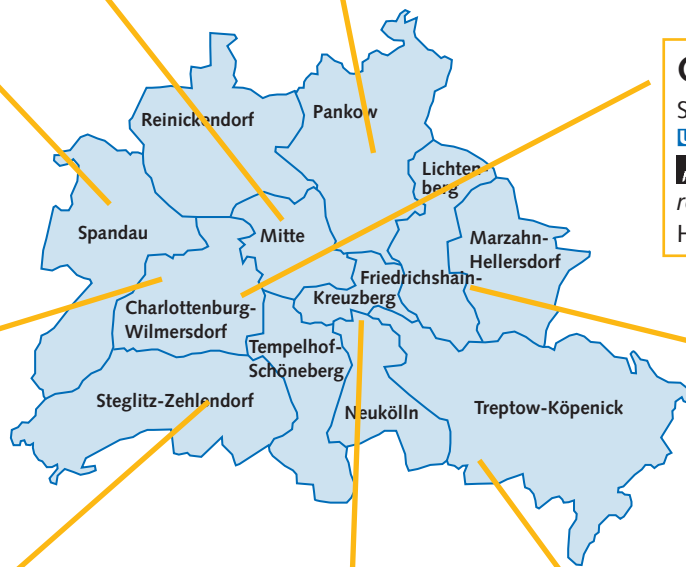 Reinickendorf
Pankow
Lichten-
berg
Spandau
Mitte
Marzahn-
Hellersdorf
Friedrichshain-
Kreuzberg
Charlottenburg-
Wilmersdorf
Tempelhof-
Schöneberg
Steglitz-Zehlendorf
Neukölln
Treptow-Köpenick